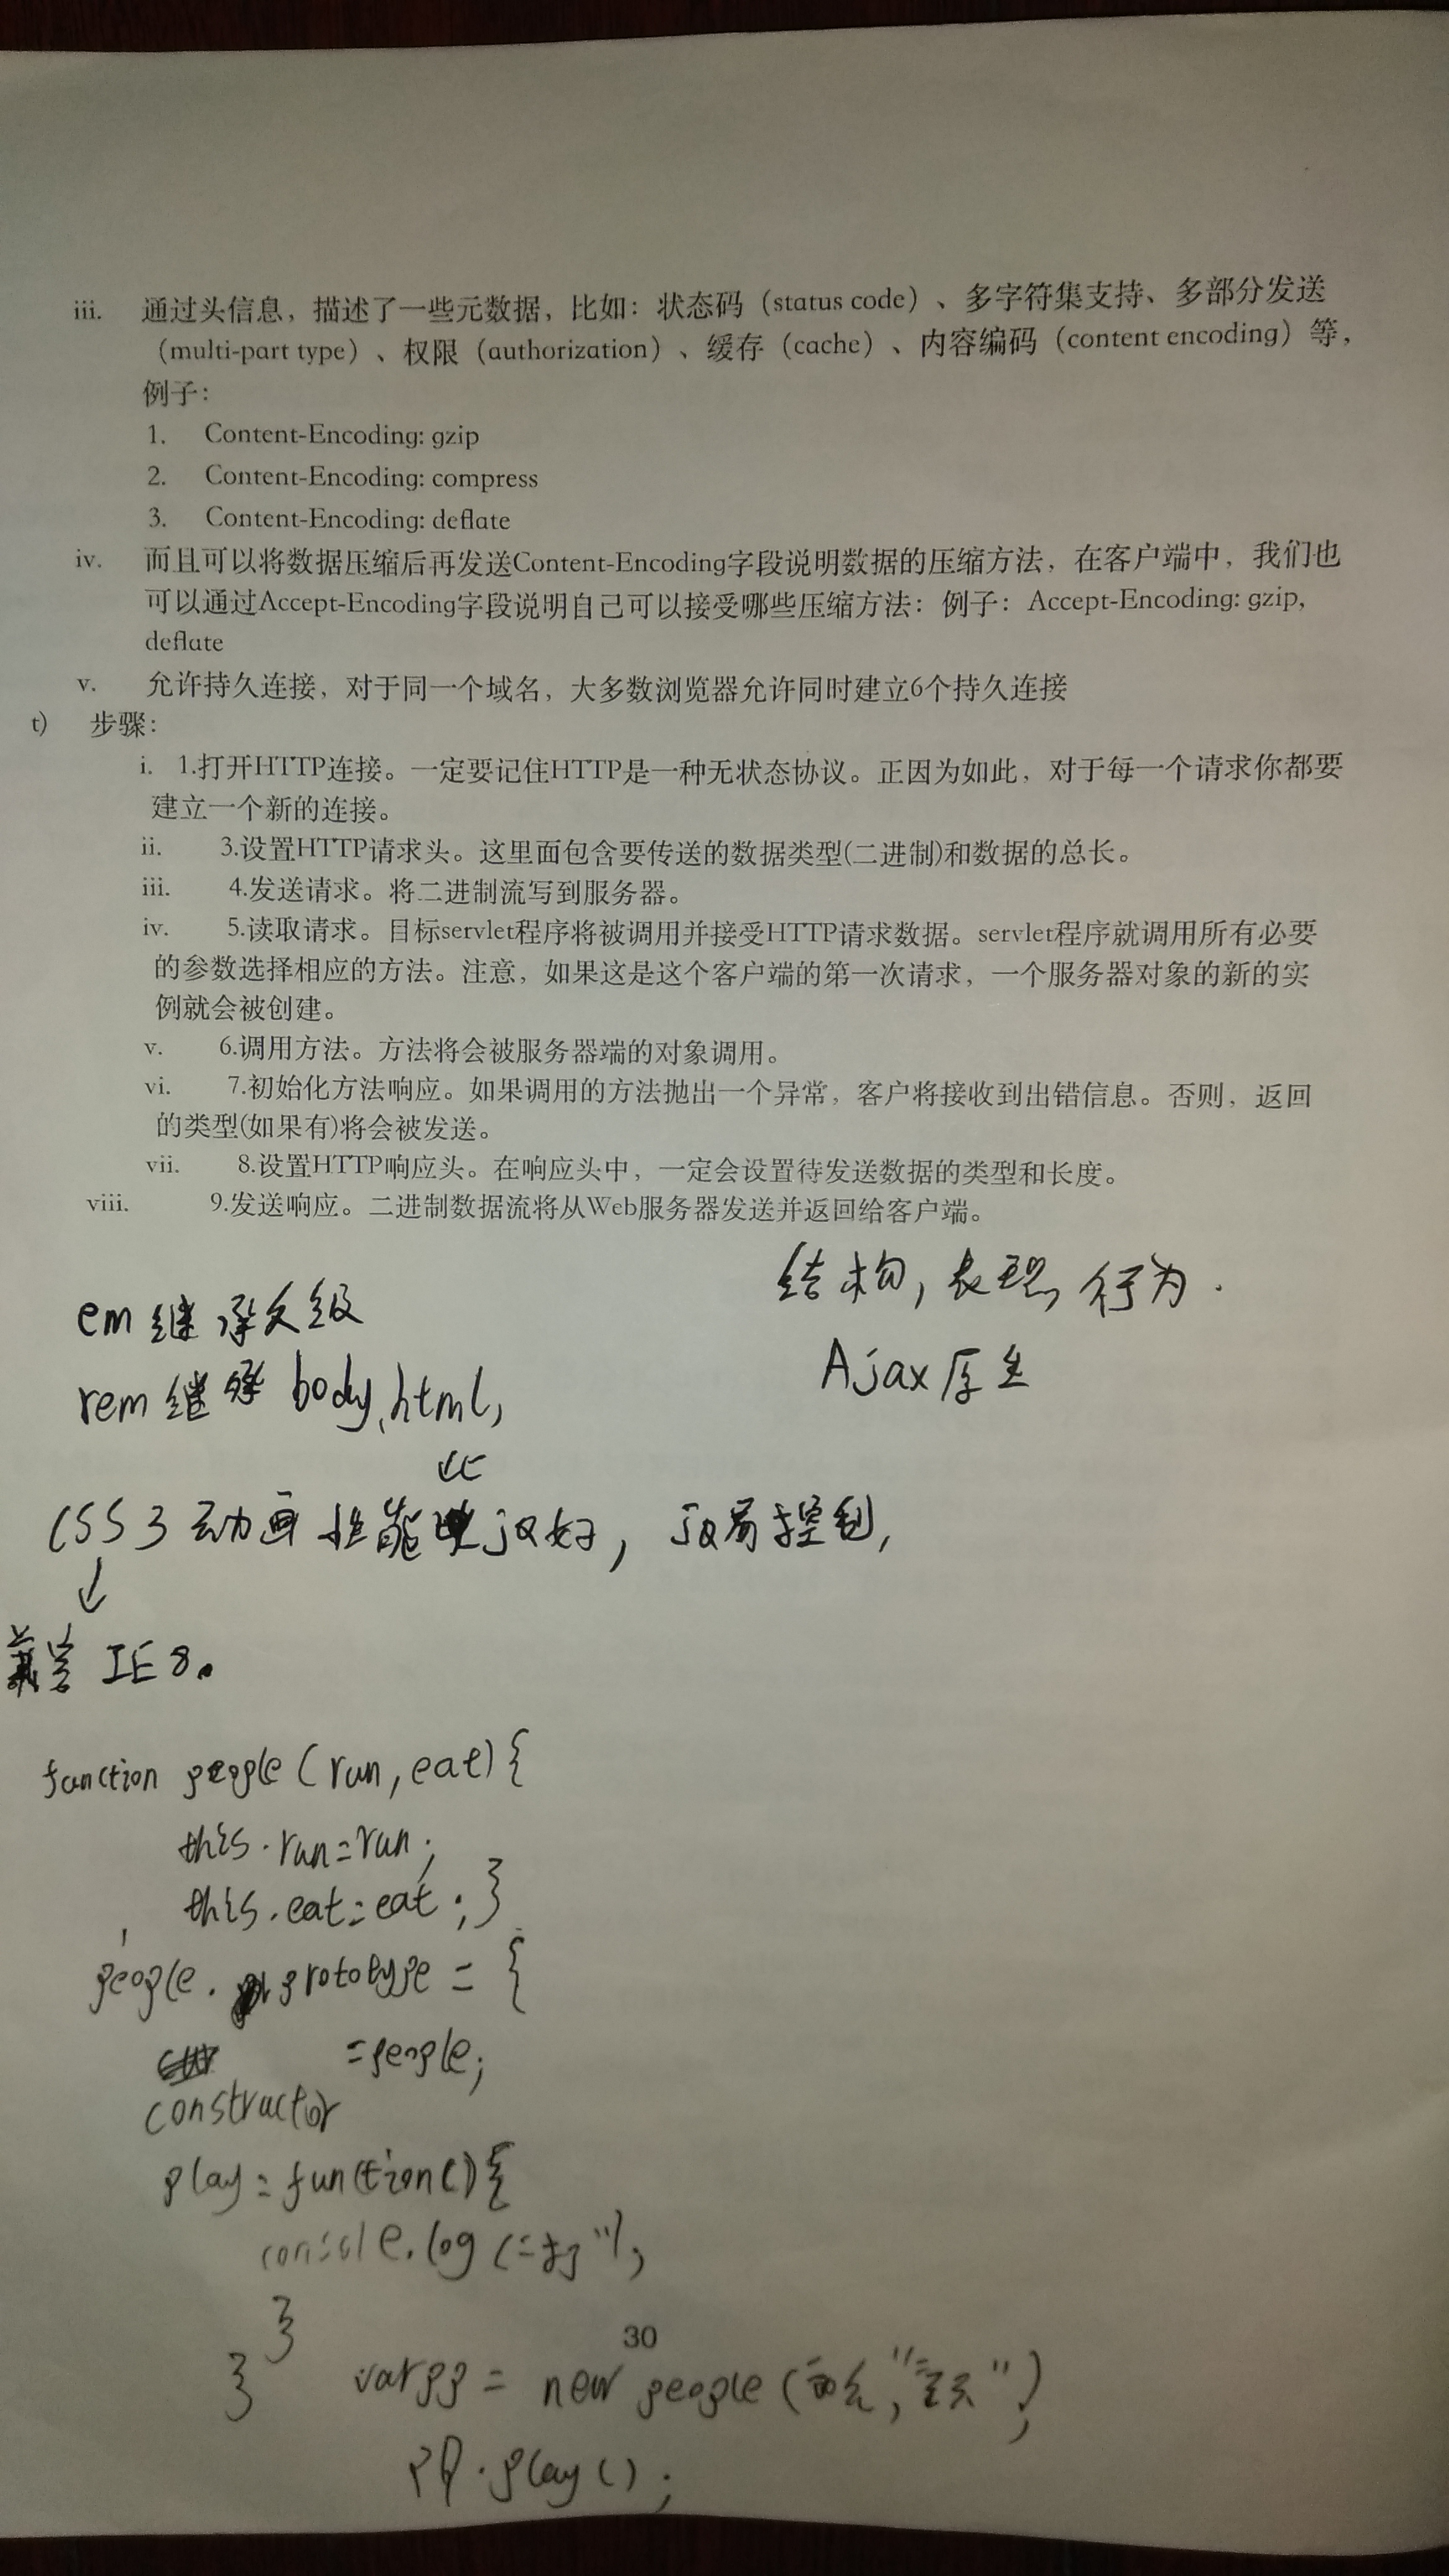 iii. 通过头信息，描述了一些元数据，比如：状态码（status code）、多字符集支持、多部分发送
（multi-part type）、权限（authorization）、缓存（cache）、内容编码（content encoding）等，
例子：
1. Content-Encoding: gzip
2. Content-Encoding: compress
3. Content-Encoding: deflate
iv. 而且可以将数据压缩后再发送Content-Encoding字段说明数据的压缩方法，在客户端中，我们也
可以通过Accept-Encoding字段说明自己可以接受哪些压缩方法：例子：Accept-Encoding: gzip,
deflate
v. 允许持久连接，对于同一个域名，大多数浏览器允许同时建立6个持久连接
t) 步骤：
i. 1.打开HTTP连接。一定要记住HTTP是一种无状态协议。正因为如此，对于每一个请求你都要
建立一个新的连接。
ii. 3.设置HTTP请求头。这里面包含要传送的数据类型(二进制)和数据的总长。
iii. 4.发送请求。将二进制流写到服务器。
iv. 5.读取请求。目标servlet程序将被调用并接受HTTP请求数据。servlet程序就调用所有必要
的参数选择相应的方法。注意，如果这是这个客户端的第一次请求，一个服务器对象的新的实
例就会被创建。
v. 6.调用方法。方法将会被服务器端的对象调用。
vi. 7.初始化方法响应。如果调用的方法抛出一个异常，客户将接收到出错信息。否则，返回
的类型(如果有)将会被发送。
vii. 8.设置HTTP响应头。在响应头中，一定会设置待发送数据的类型和长度。
viii. 9.发送响应。二进制数据流将从Web服务器发送并返回给客户端。
结构，表现，行为.
em 继承父级
Ajax 原生
rem 继承 body、html,
比
CSS3 动画 性能 jQ好，jQ易控制,
兼容 IE8。
function people (run, eat) {
this.run=run;
this.eat=eat;}
people.prototype = {
=people;
constructor
play = function() {
console.log(
}
30
} var pp = new people (
pp.play();